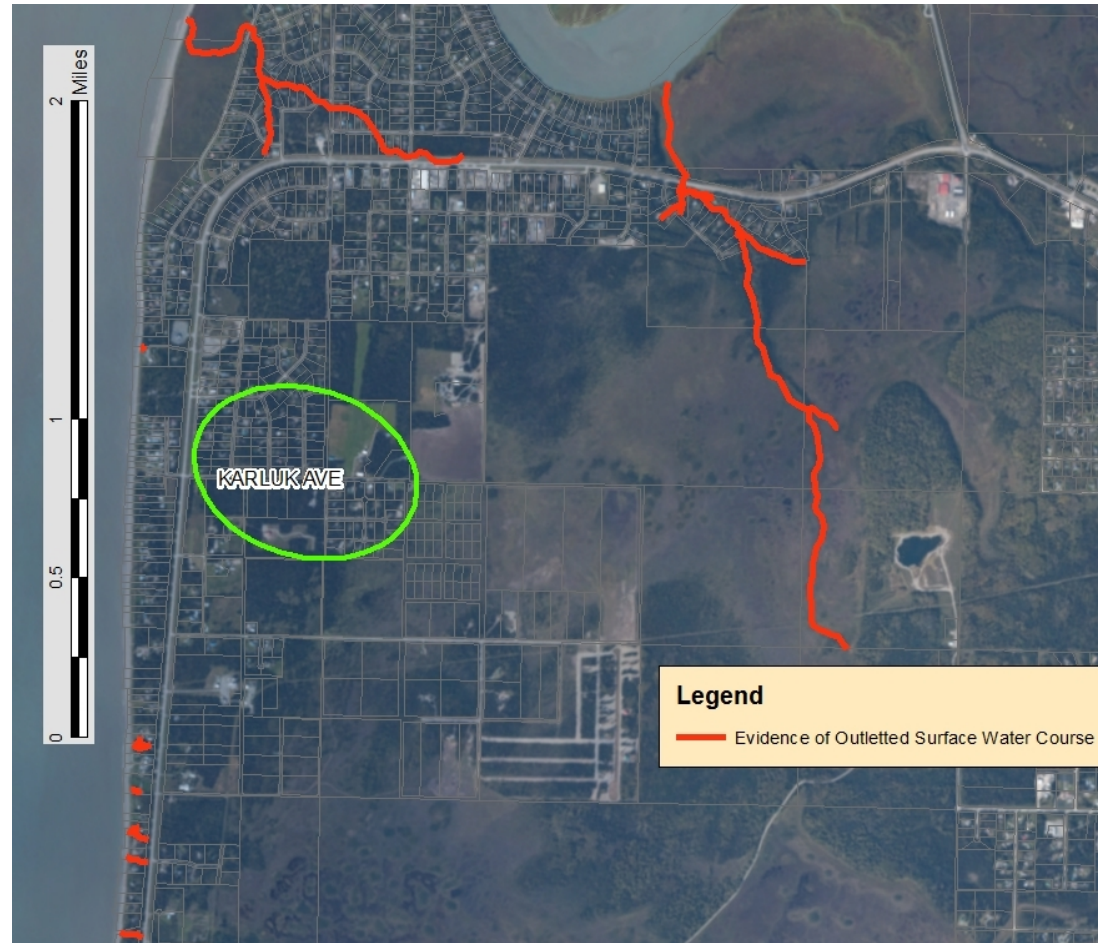 Miles
2
1
0.5
0
KARLUK AVE
Legend
Evidence of Outletted Surface Water Course